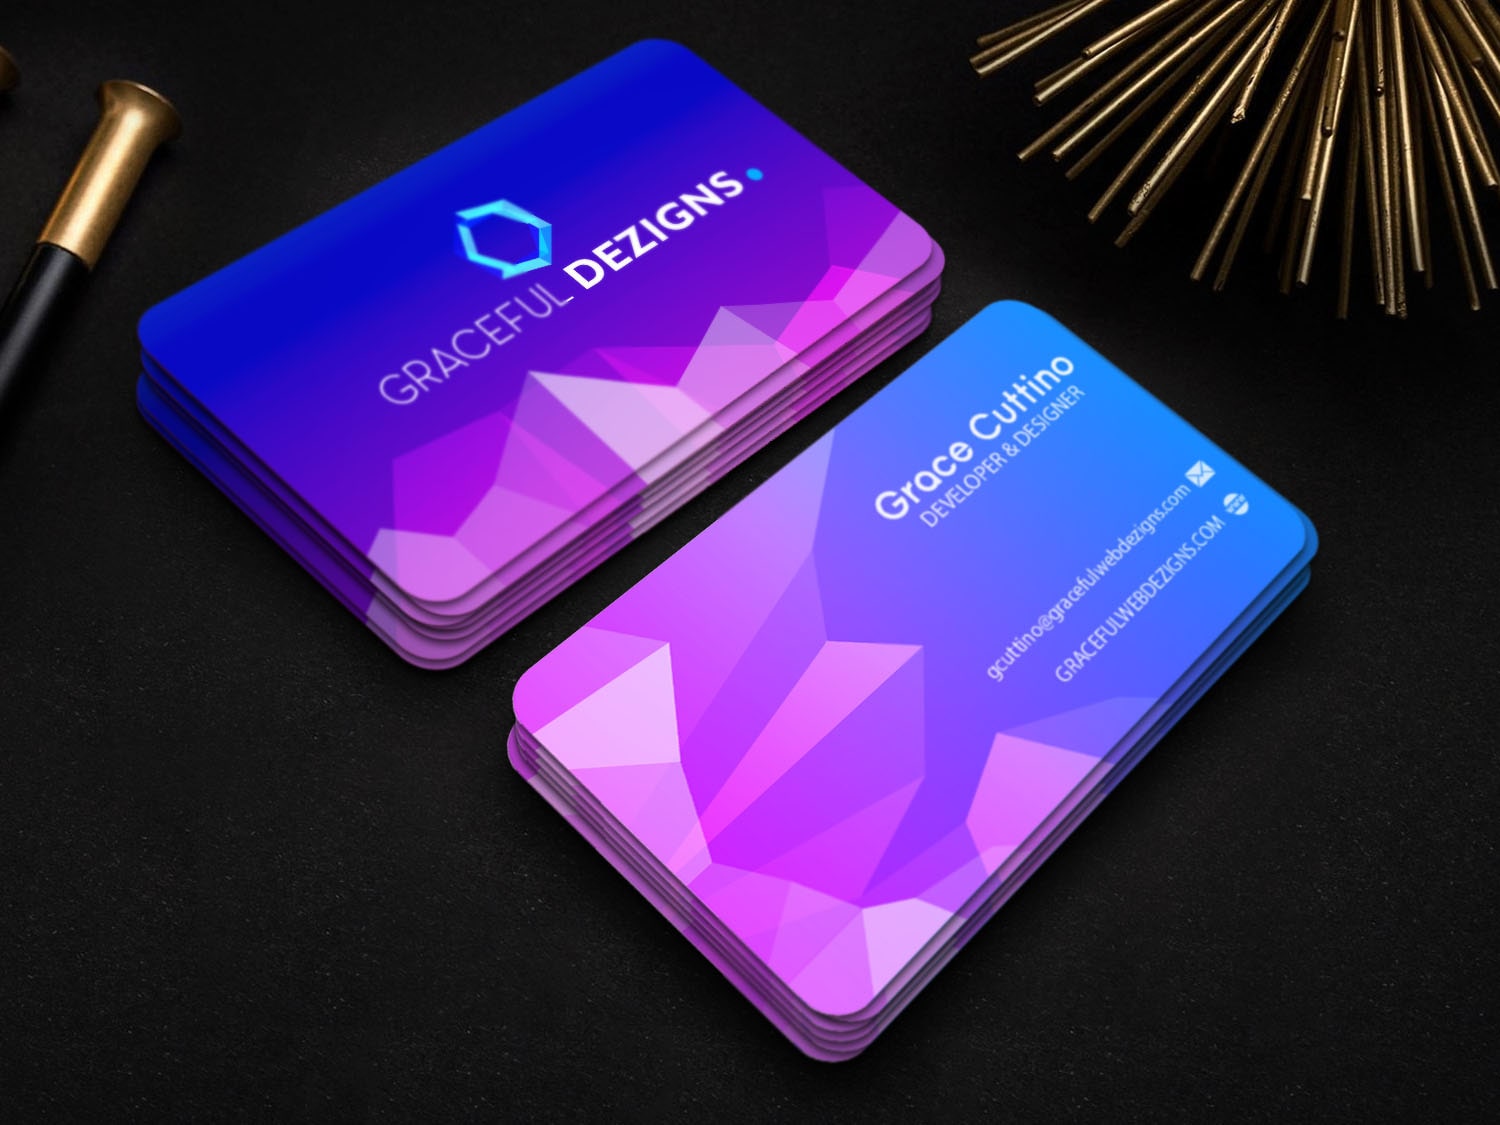 GRACEFUL DEZIGNS.
Grace Cuttino
DEVELOPER & DESIGNER
gcuttino@gracefulwebdezigns.com
GRACEFULWEBDEZIGNS.COM